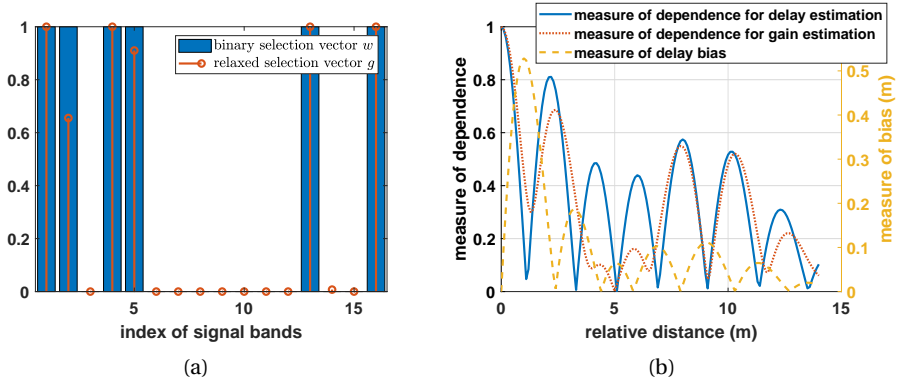 1
0.8
0.6
0.4
0.2
0
5
10
15
index of signal bands
binary selection vector w
relaxed selection vector g
(a)
measure of dependence for delay estimation
measure of dependence for gain estimation
measure of delay bias
measure of dependence
1
0.8
0.6
0.4
0.2
0
0
5
10
15
relative distance (m)
0.5
0.4
0.3
0.2
0.1
0
measure of bias (m)
(b)